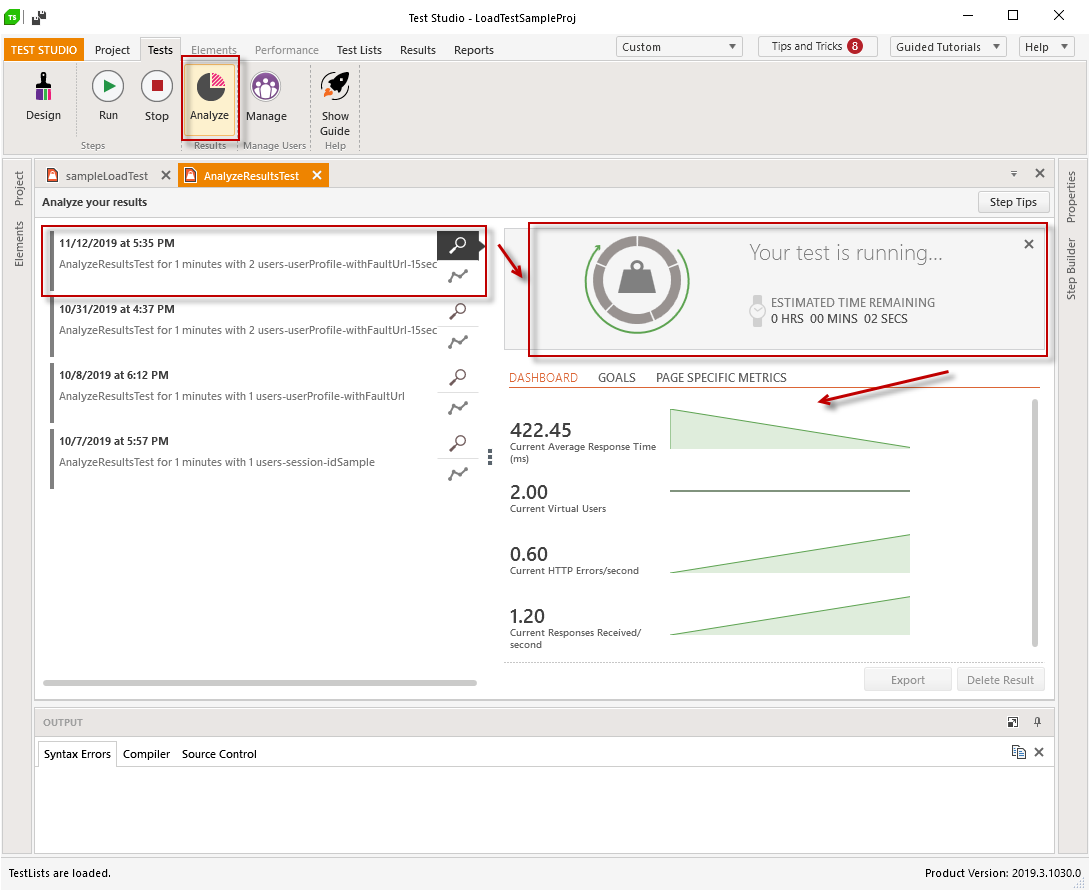 TS
Test Studio - LoadTestSampleProj
TEST STUDIO
Project
Tests
Elements
Performance
Test Lists
Results
Reports
Custom
Tips and Tricks 8
Guided Tutorials
Help
Design
Run
Stop
Analyze
Manage
Show
Guide
Steps
Results
Manage Users
Help
Project
Elements
sampleLoadTest
AnalyzeResultsTest
Analyze your results
Step Tips
11/12/2019 at 5:35 PM
AnalyzeResultsTest for 1 minutes with 2 users-userProfile-withFaultUrl-15sec
10/31/2019 at 4:37 PM
AnalyzeResultsTest for 1 minutes with 2 users-userProfile-withFaultUrl-15sec
10/8/2019 at 6:12 PM
AnalyzeResultsTest for 1 minutes with 1 users-userProfile-withFaultUrl
10/7/2019 at 5:57 PM
AnalyzeResultsTest for 1 minutes with 1 users-session-idSample
Your test is running...
ESTIMATED TIME REMAINING
0 HRS 00 MINS 02 SECS
DASHBOARD
GOALS
PAGE SPECIFIC METRICS
422.45
Current Average Response Time
(ms)
2.00
Current Virtual Users
0.60
Current HTTP Errors/second
1.20
Current Responses Received/
second
Export
Delete Result
Properties
Step Builder
OUTPUT
Syntax Errors
Compiler
Source Control
TestLists are loaded.
Product Version: 2019.3.1030.0